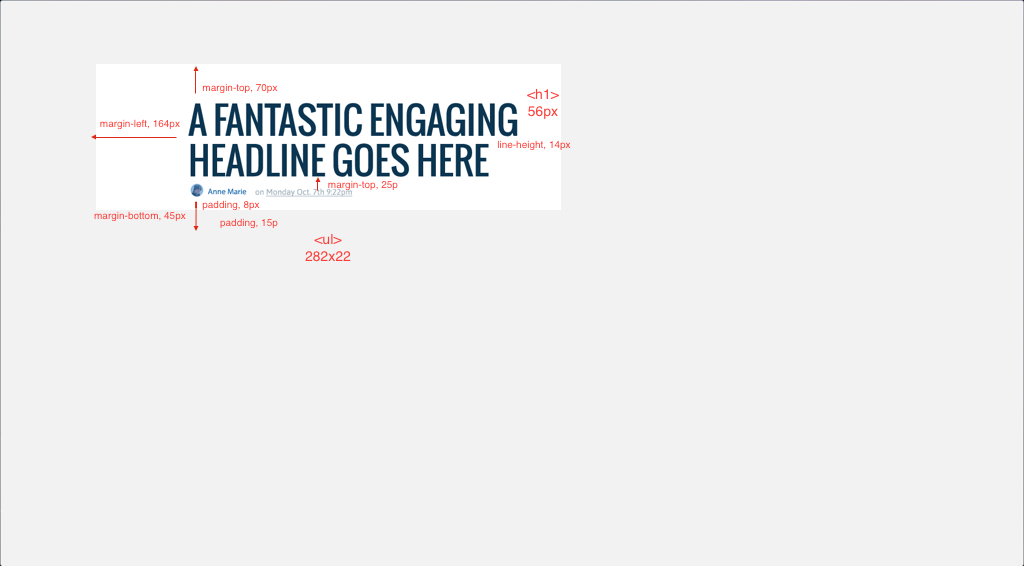 margin-top, 70px
<h1>
56px
margin-left, 164px
A FANTASTIC ENGAGING
line-height, 14px
HEADLINE GOES HERE
margin-top, 25p
Anne Marie on Monday Oct. 7th 9:22pm
padding, 8px
margin-bottom, 45px
padding, 15p
<ul>
282x22